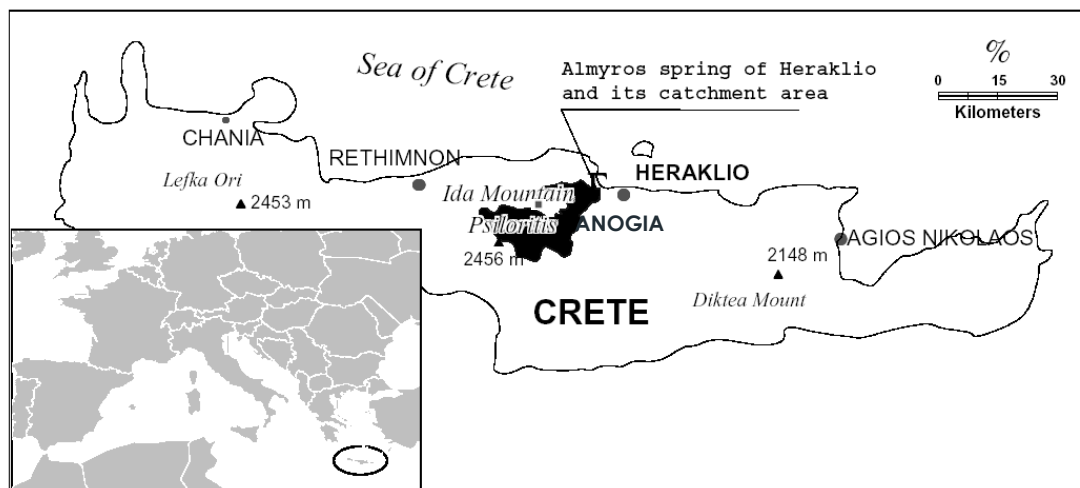 %
Sea of Crete
Almyros spring of Heraklio
and its catchment area
0 15 30
Kilometers
CHANIA
RETHIMNON
HERAKLIO
Lefka Ori
2453 m
Ida Mountain
Psiloritis
ANOGIA
2456 m
AGIOS NIKOLAOS
2148 m
Diktea Mount
CRETE